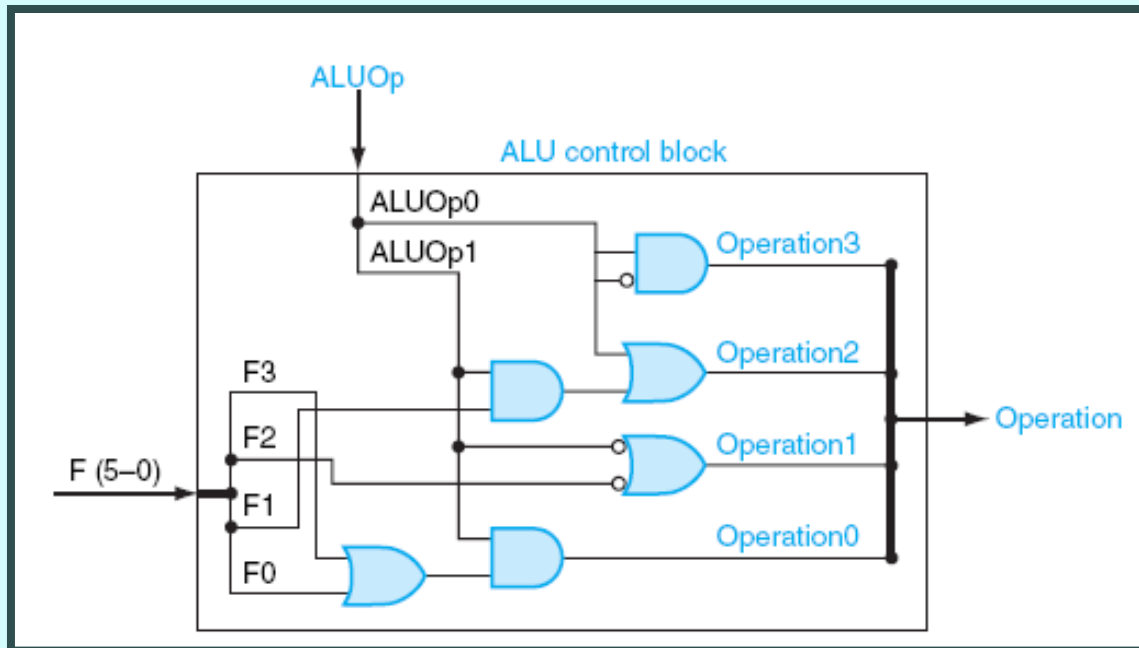 ALUOp
ALU control block
ALUOp0
ALUOp1
Operation3
Operation2
F3
F2
F (5–0)
F1
F0
Operation1
Operation0
Operation